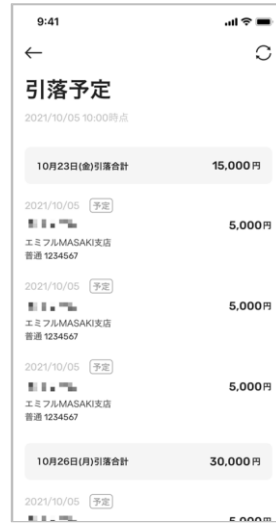 9:41
引落予定
2021/10/05 10:00時点
10月23日(金)引落合計 15,000円
2021/10/05 予定
5,000円
エミフルMASAKI支店
普通 1234567
2021/10/05 予定
5,000円
エミフルMASAKI支店
普通 1234567
2021/10/05 予定
5,000円
エミフルMASAKI支店
普通 1234567
10月26日(月)引落合計 30,000円
2021/10/05 予定
5,000円